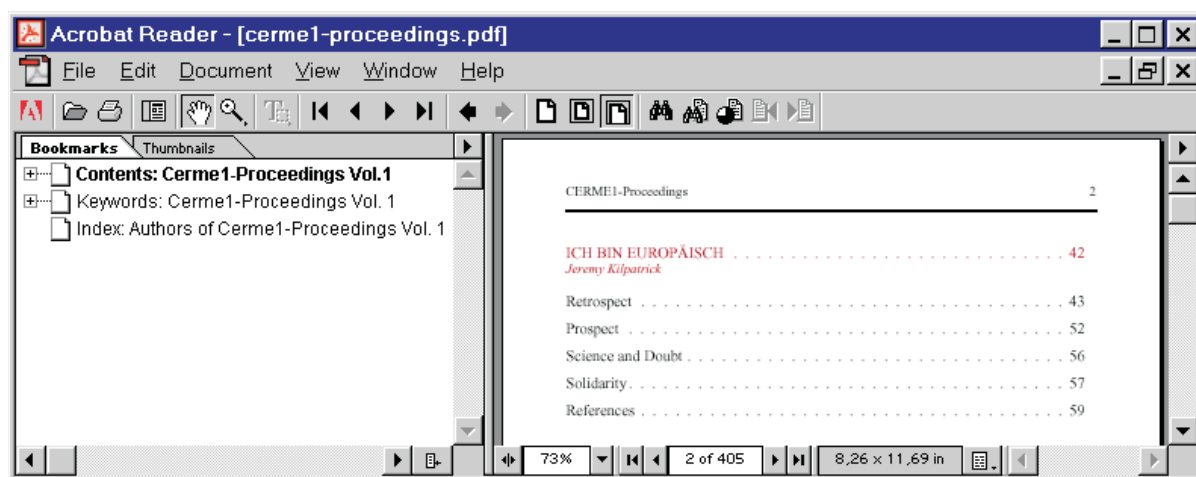 Acrobat Reader - [cerme1-proceedings.pdf]
File Edit Document View Window Help
Bookmarks Thumbnails
Contents: Cerme1-Proceedings Vol.1
Keywords: Cerme1-Proceedings Vol. 1
Index: Authors of Cerme1-Proceedings Vol. 1
CERME1-Proceedings 2
ICH BIN EUROPÄISCH . . . . . . . . . . . . . . . . . . . . . . . . . . . . . . 42
Jeremy Kilpatrick
Retrospect . . . . . . . . . . . . . . . . . . . . . . . . . . . . . . . . . . . . . . 43
Prospect . . . . . . . . . . . . . . . . . . . . . . . . . . . . . . . . . . . . . . . 52
Science and Doubt . . . . . . . . . . . . . . . . . . . . . . . . . . . . . . . . . . 56
Solidarity. . . . . . . . . . . . . . . . . . . . . . . . . . . . . . . . . . . . . . . 57
References . . . . . . . . . . . . . . . . . . . . . . . . . . . . . . . . . . . . . . 59
73% 2 of 405 8,26 x 11,69 in